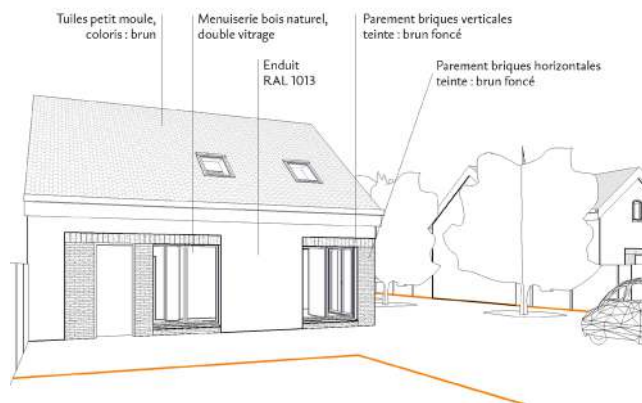 Tuiles petit moule,
coloris : brun
Menuiserie bois naturel,
double vitrage
Parement briques verticales
teinte : brun foncé
Enduit
RAL 1013
Parement briques horizontales
teinte : brun foncé